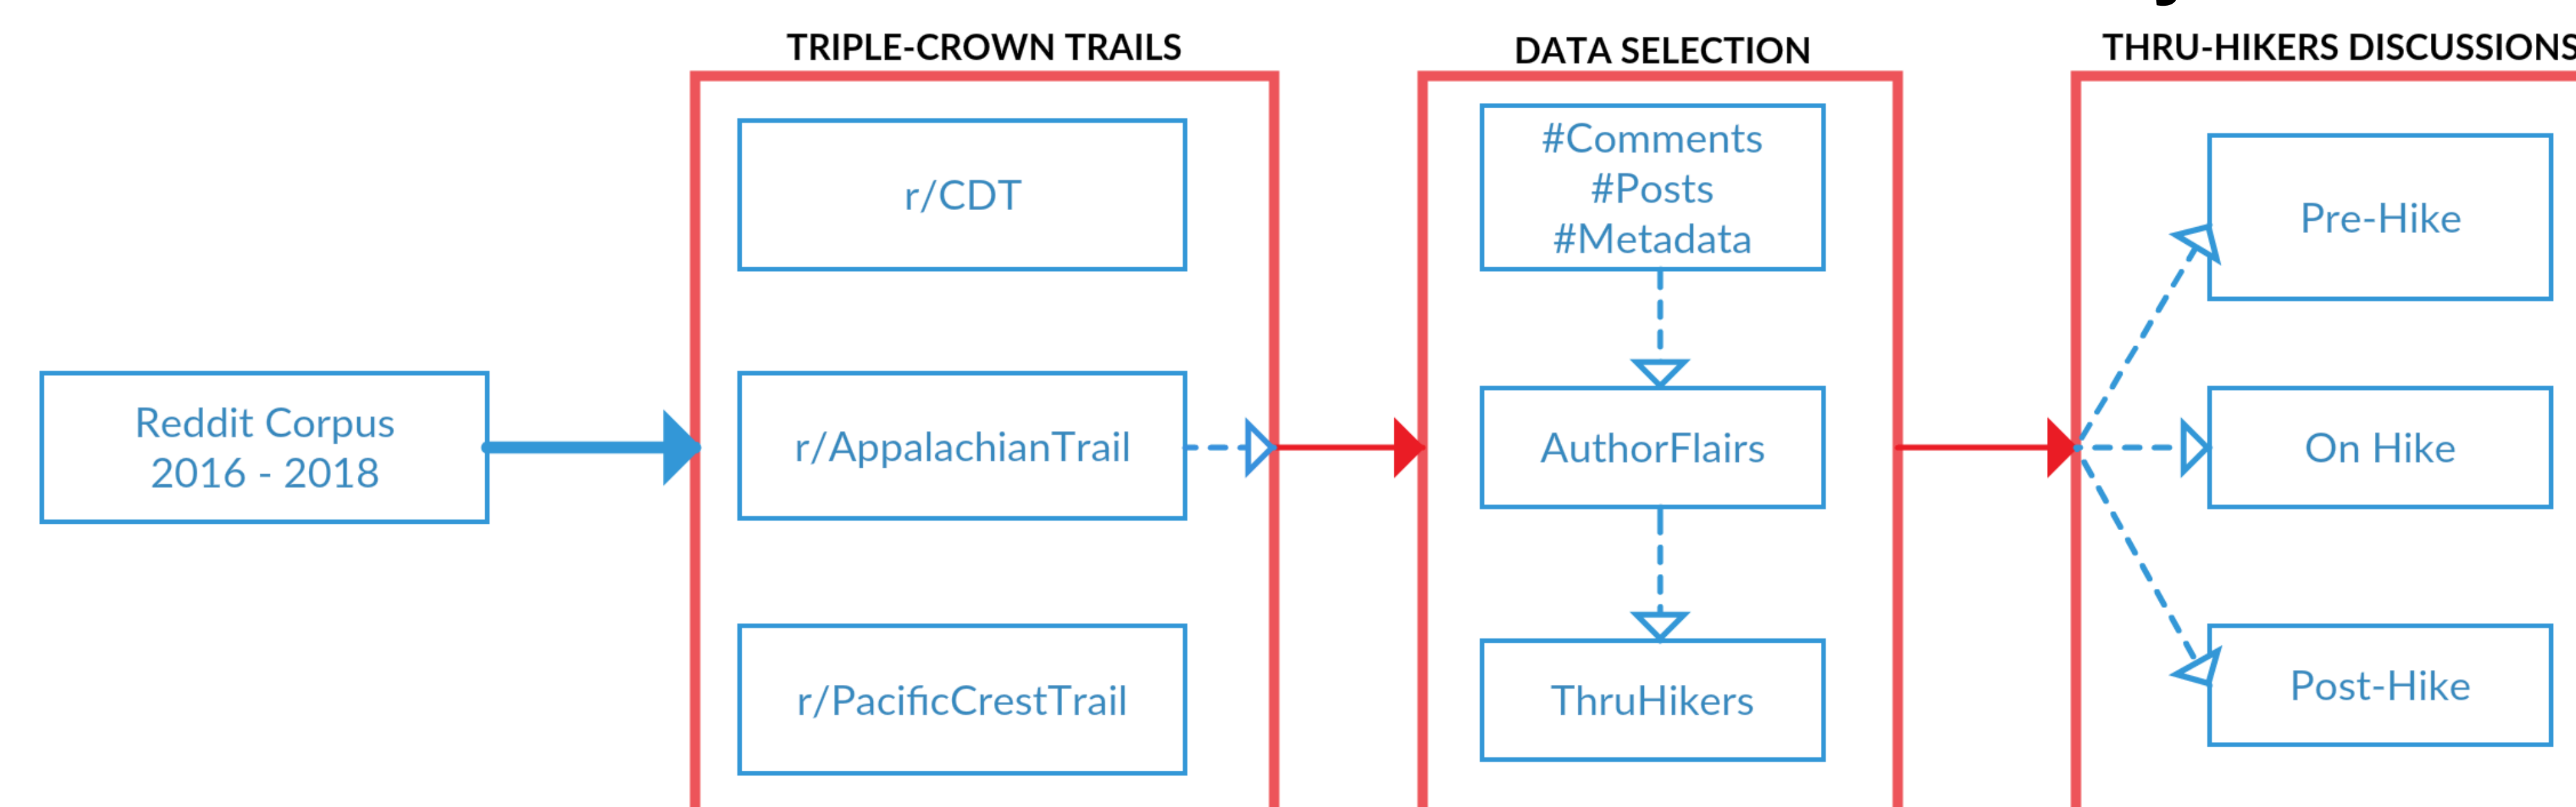 TRIPLE-CROWN TRAILS
r/CDT
r/AppalachianTrail
r/PacificCrestTrail
Reddit Corpus
2016 - 2018
DATA SELECTION
#Comments
#Posts
#Metadata
AuthorFlairs
ThruHikers
THRU-HIKERS DISCUSSIONS
Pre-Hike
On Hike
Post-Hike